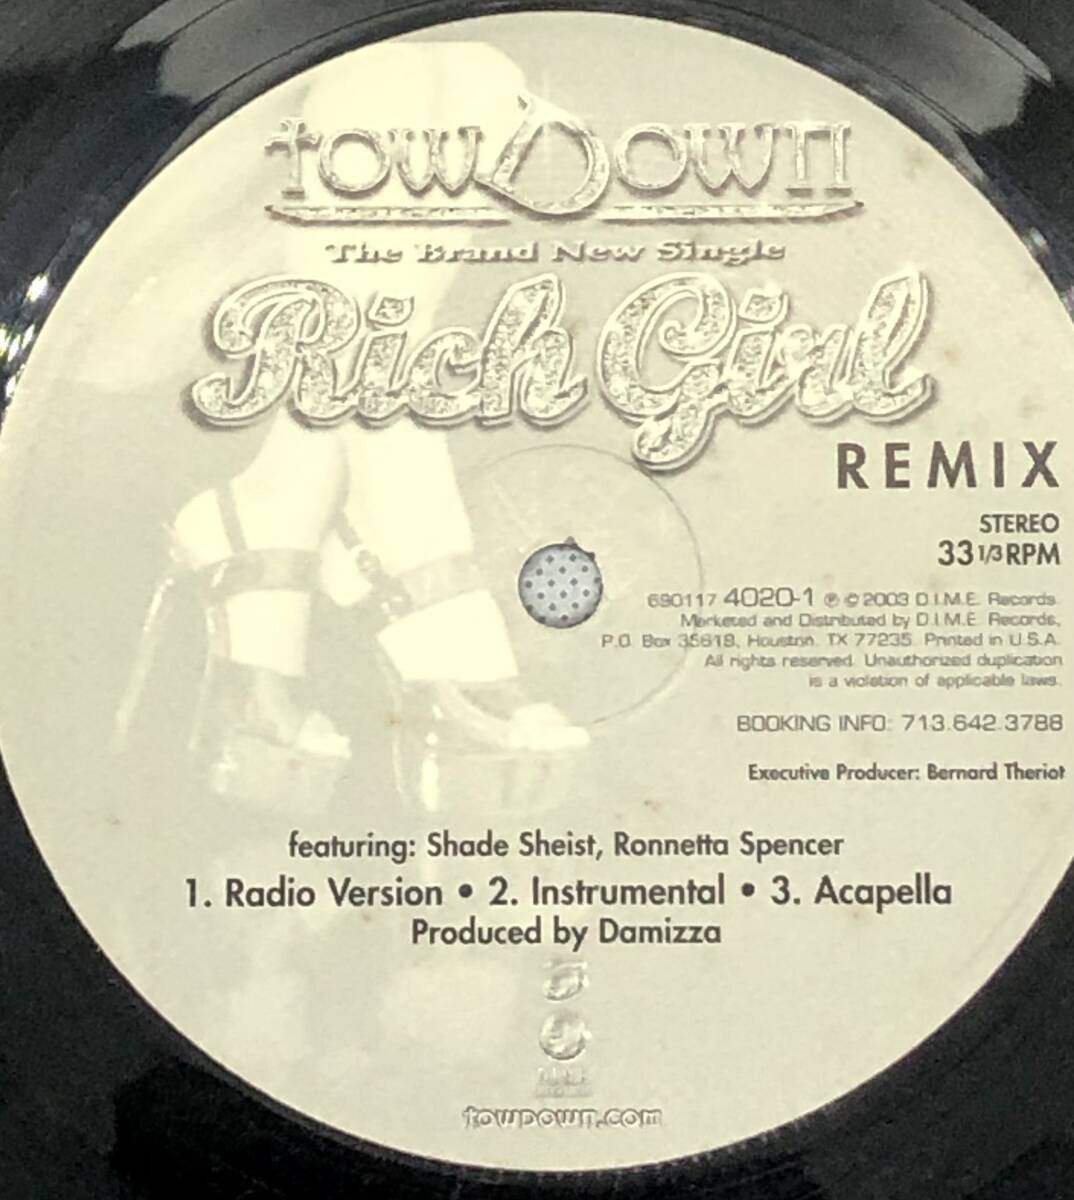 towDown
The Brand New Single
Rich Girl
REMIX
STEREO
33 1/3 RPM
690117 4020-1 ℗ © 2003 D.I.M.E. Records.
Marketed and Distributed by D.I.M.E. Records,
P.O. Box 35618, Houston, TX 77235. Printed in U.S.A.
All rights reserved. Unauthorized duplication
is a violation of applicable laws.
BOOKING INFO: 713.642.3788
Executive Producer: Bernard Theriot
featuring: Shade Sheist, Ronnetta Spencer
1. Radio Version • 2. Instrumental • 3. Acapella
Produced by Damizza
towDown.com